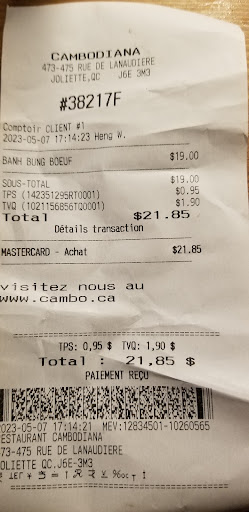 CAMBODIANA
473-475 RUE DE LANAUDIERE
JOLIETTE,QC J6E 3M3
#38217F
Comptoir CLIENT #1
2023-05-07 17:14:23 Heng W.
BANH BUNG BOEUF $19.00
SOUS-TOTAL $19.00
TPS (142351295RT0001) $0.95
TVQ (1021156856TQ0001) $1.90
Total $21.85
Détails transaction
MASTERCARD - Achat $21.85
visitez nous au
www.cambo.ca
TPS: 0,95 $ TVQ: 1,90 $
Total : 21,85 $
PAIEMENT REÇU
2023-05-07 17:14:21 MEV:12834501-10260565
RESTAURANT CAMBODIANA
473-475 RUE DE LANAUDIERE
JOLIETTE QC,J6E-3M3